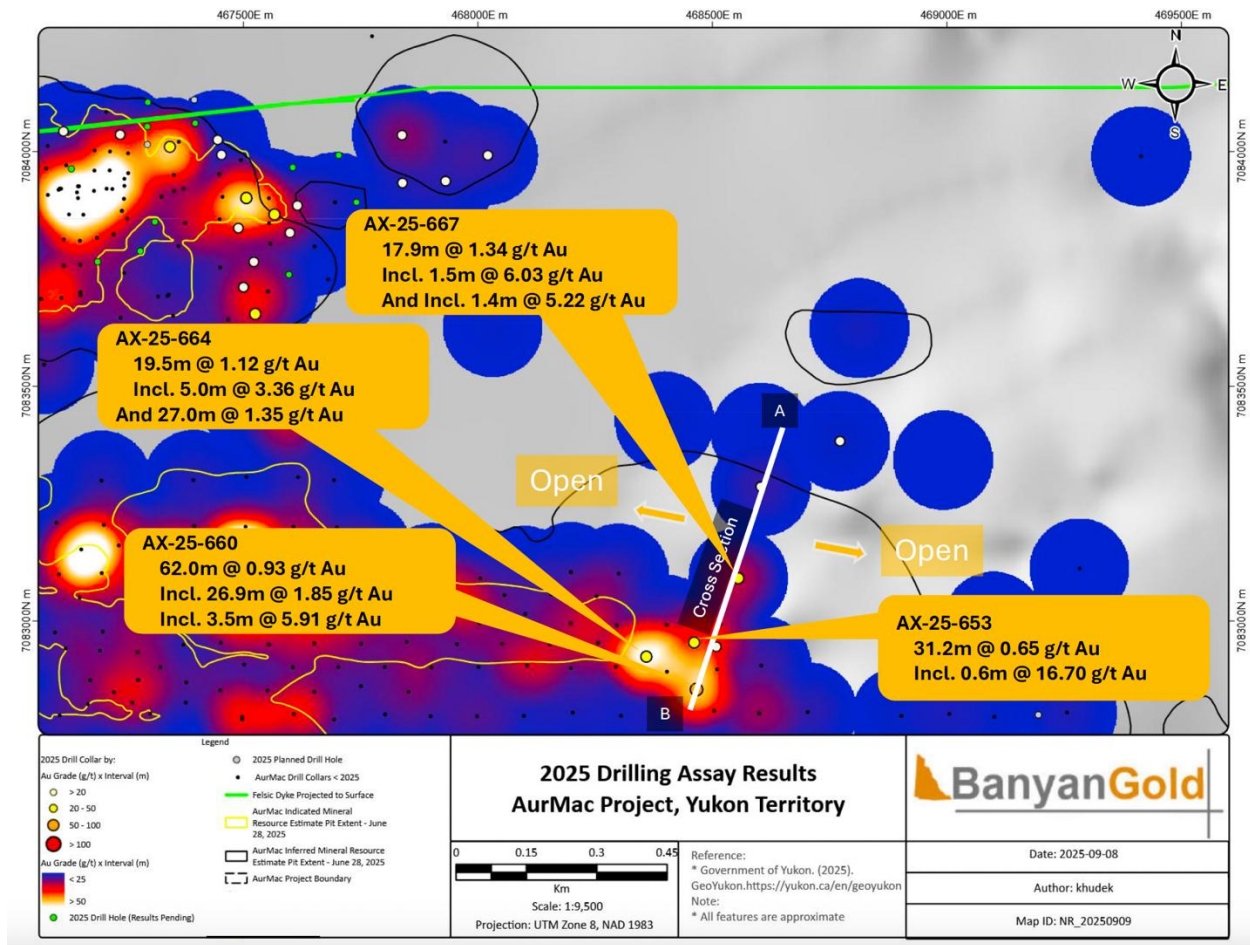 467500E m
468000E m
468500E m
469000E m
469500E m
N
W
E
S
7084000N m
7084000N m
7083500N m
7083500N m
7083000N m
7083000N m
AX-25-667
17.9m @ 1.34 g/t Au
Incl. 1.5m @ 6.03 g/t Au
And Incl. 1.4m @ 5.22 g/t Au
AX-25-664
19.5m @ 1.12 g/t Au
Incl. 5.0m @ 3.36 g/t Au
And 27.0m @ 1.35 g/t Au
A
Open
Cross Section
Open
AX-25-660
62.0m @ 0.93 g/t Au
Incl. 26.9m @ 1.85 g/t Au
Incl. 3.5m @ 5.91 g/t Au
AX-25-653
31.2m @ 0.65 g/t Au
Incl. 0.6m @ 16.70 g/t Au
B
Legend
2025 Drill Collar by:
Au Grade (g/t) x Interval (m)
> 20
20 - 50
50 - 100
> 100
Au Grade (g/t) x Interval (m)
< 25
> 50
2025 Drill Hole (Results Pending)
2025 Planned Drill Hole
AurMac Drill Collars < 2025
Felsic Dyke Projected to Surface
AurMac Indicated Mineral
Resource Estimate Pit Extent - June
28, 2025
AurMac Inferred Mineral Resource
Estimate Pit Extent - June 28, 2025
AurMac Project Boundary
2025 Drilling Assay Results
AurMac Project, Yukon Territory
0 0.15 0.3 0.45
Km
Scale: 1:9,500
Projection: UTM Zone 8, NAD 1983
Reference:
* Government of Yukon. (2025).
GeoYukon.https://yukon.ca/en/geoyukon
Note:
* All features are approximate
BanyanGold
Date: 2025-09-08
Author: khudek
Map ID: NR_20250909